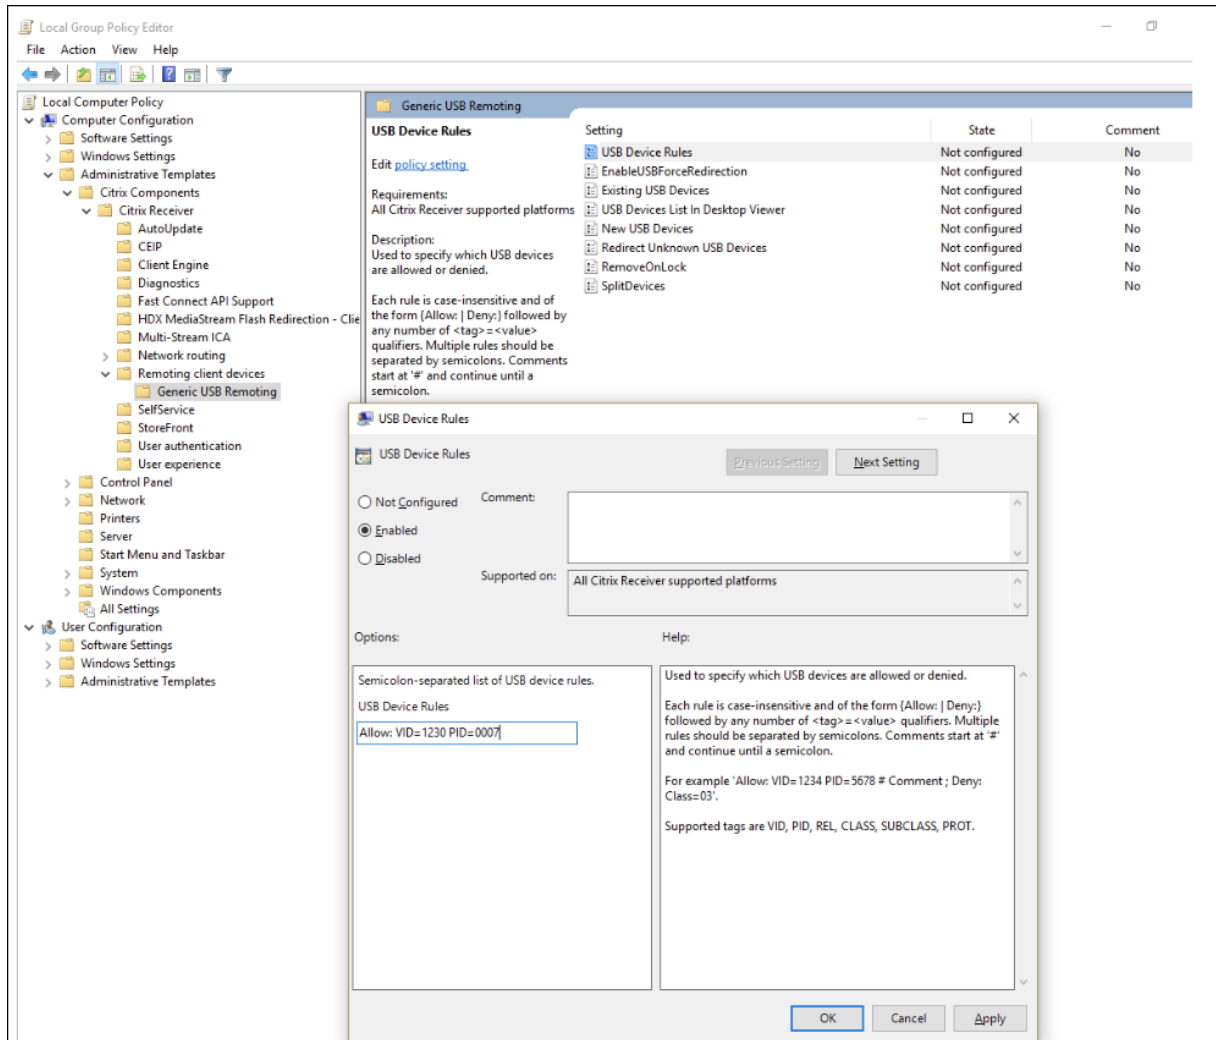 Local Group Policy Editor
File Action View Help
Local Computer Policy
Computer Configuration
Software Settings
Windows Settings
Administrative Templates
Citrix Components
Citrix Receiver
AutoUpdate
CEIP
Client Engine
Diagnostics
Fast Connect API Support
HDX MediaStream Flash Redirection - Clie
Multi-Stream ICA
Network routing
Remoting client devices
Generic USB Remoting
SelfService
StoreFront
User authentication
User experience
Control Panel
Network
Printers
Server
Start Menu and Taskbar
System
Windows Components
All Settings
User Configuration
Software Settings
Windows Settings
Administrative Templates
Generic USB Remoting
USB Device Rules
Edit policy setting
Requirements:
All Citrix Receiver supported platforms
Description:
Used to specify which USB devices
are allowed or denied.
Each rule is case-insensitive and of
the form {Allow: | Deny:} followed by
any number of <tag>=<value>
qualifiers. Multiple rules should be
separated by semicolons. Comments
start at '#' and continue until a
semicolon.
Setting State Comment
USB Device Rules Not configured No
EnableUSBForceRedirection Not configured No
Existing USB Devices Not configured No
USB Devices List In Desktop Viewer Not configured No
New USB Devices Not configured No
Redirect Unknown USB Devices Not configured No
RemoveOnLock Not configured No
SplitDevices Not configured No
USB Device Rules
USB Device Rules
Previous Setting Next Setting
Not Configured
Enabled
Disabled
Comment:
Supported on: All Citrix Receiver supported platforms
Options:
Semicolon-separated list of USB device rules.
USB Device Rules
Allow: VID=1230 PID=0007
Help:
Used to specify which USB devices are allowed or denied.
Each rule is case-insensitive and of the form {Allow: | Deny:}
followed by any number of <tag>=<value> qualifiers. Multiple
rules should be separated by semicolons. Comments start at '#'
and continue until a semicolon.
For example 'Allow: VID=1234 PID=5678 # Comment ; Deny:
Class=03'.
Supported tags are VID, PID, REL, CLASS, SUBCLASS, PROT.
OK Cancel Apply